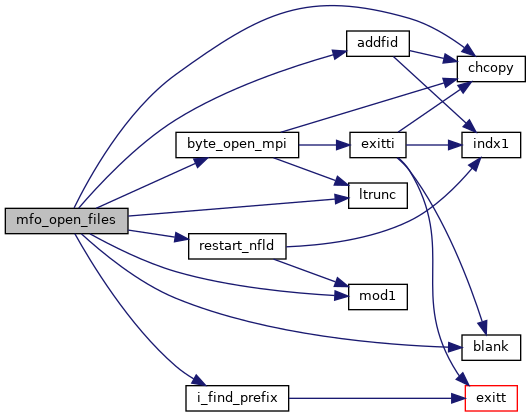 addfid
chcopy
byte_open_mpi
exitti
indx1
ltrunc
mfo_open_files
restart_nfld
mod1
blank
i_find_prefix
exitt